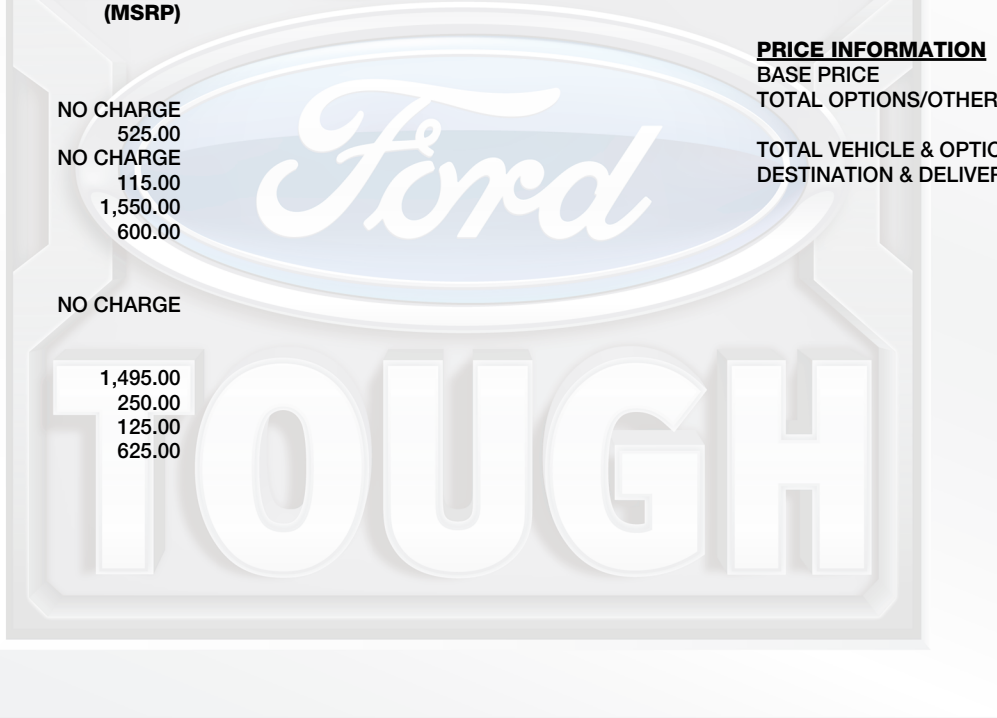 (MSRP)
NO CHARGE
525.00
NO CHARGE
115.00
1,550.00
600.00
NO CHARGE
1,495.00
250.00
125.00
625.00
PRICE INFORMATION
BASE PRICE
TOTAL OPTIONS/OTHER
TOTAL VEHICLE & OPTIO
DESTINATION & DELIVER
Ford
TOUGH